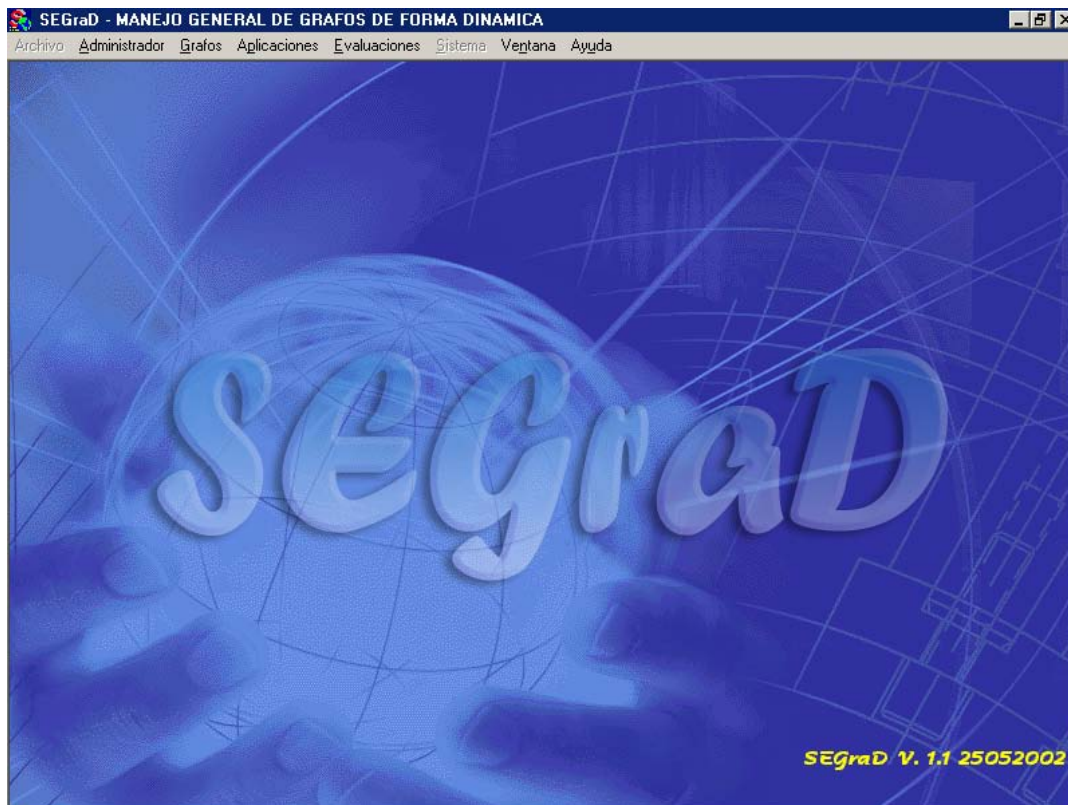 SEGraD - MANEJO GENERAL DE GRAFOS DE FORMA DINAMICA
Archivo Administrador Grafos Aplicaciones Evaluaciones Sistema Ventana Ayuda
SEGraD
SEGraD V. 1.1 25052002